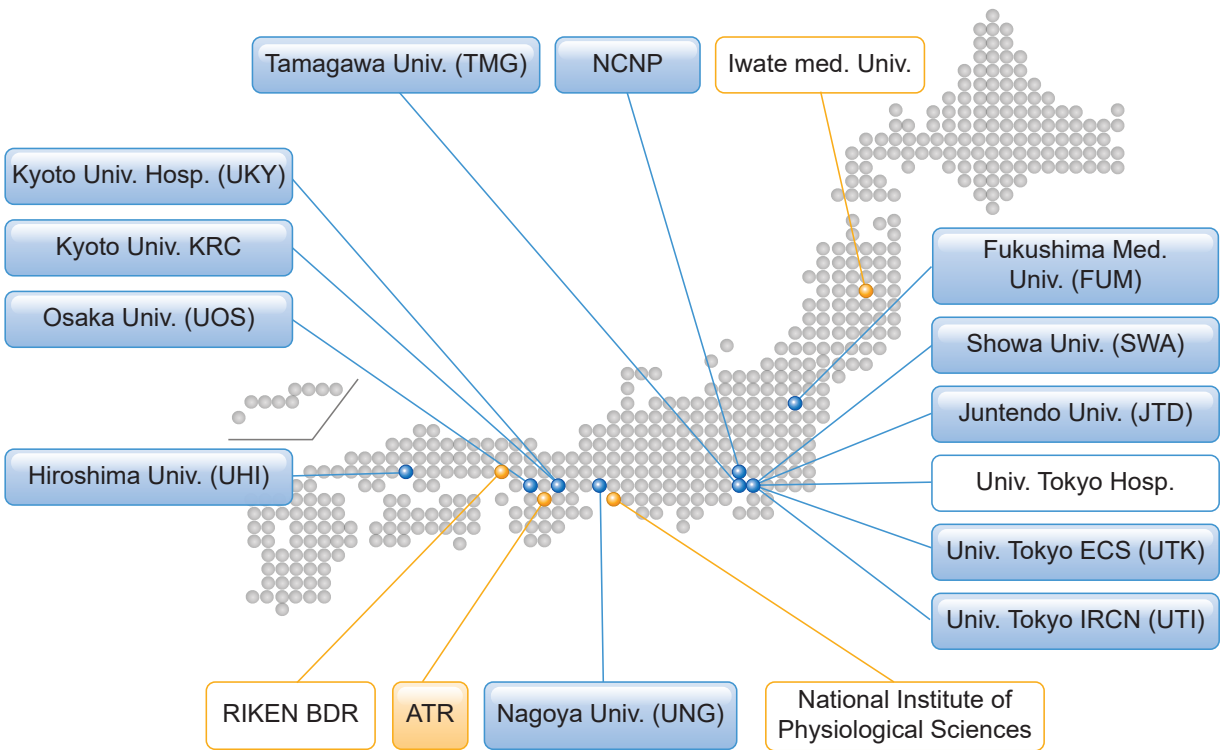 Tamagawa Univ. (TMG)
NCNP
Iwate med. Univ.
Kyoto Univ. Hosp. (UKY)
Kyoto Univ. KRC
Osaka Univ. (UOS)
Hiroshima Univ. (UHI)
Fukushima Med.
Univ. (FUM)
Showa Univ. (SWA)
Juntendo Univ. (JTD)
Univ. Tokyo Hosp.
Univ. Tokyo ECS (UTK)
Univ. Tokyo IRCN (UTI)
RIKEN BDR
ATR
Nagoya Univ. (UNG)
National Institute of
Physiological Sciences